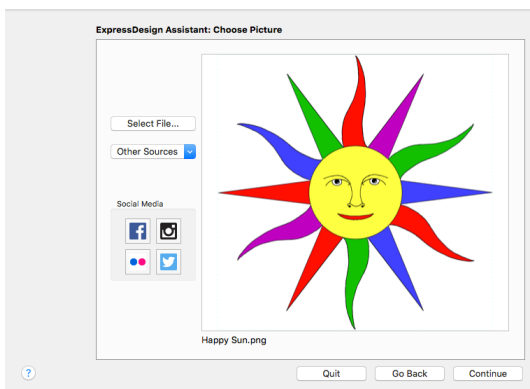 ExpressDesign Assistant: Choose Picture
Select File...
Other Sources
Social Media
Happy Sun.png
?
Quit
Go Back
Continue